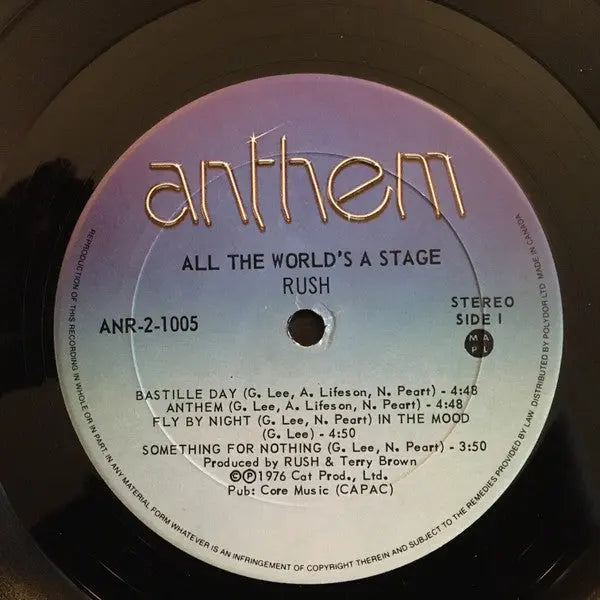 anthem
ALL THE WORLD'S A STAGE
RUSH
ANR-2-1005
STEREO
SIDE 1
M A
P L
BASTILLE DAY (G. Lee, A. Lifeson, N. Peart) - 4:48
ANTHEM (G. Lee, A. Lifeson, N. Peart) - 4:48
FLY BY NIGHT (G. Lee, N. Peart) IN THE MOOD
(G. Lee) - 4:50
SOMETHING FOR NOTHING (G. Lee, N. Peart) - 3:50
Produced by RUSH & Terry Brown
©℗1976 Cat Prod., Ltd.
Pub: Core Music (CAPAC)
REPRODUCTION OF THIS RECORDING IN WHOLE OR IN PART, IN ANY MATERIAL FORM WHATEVER IS AN INFRINGEMENT OF COPYRIGHT THEREIN AND SUBJECT TO THE REMEDIES PROVIDED BY LAW. DISTRIBUTED BY POLYDOR LTD MADE IN CANADA